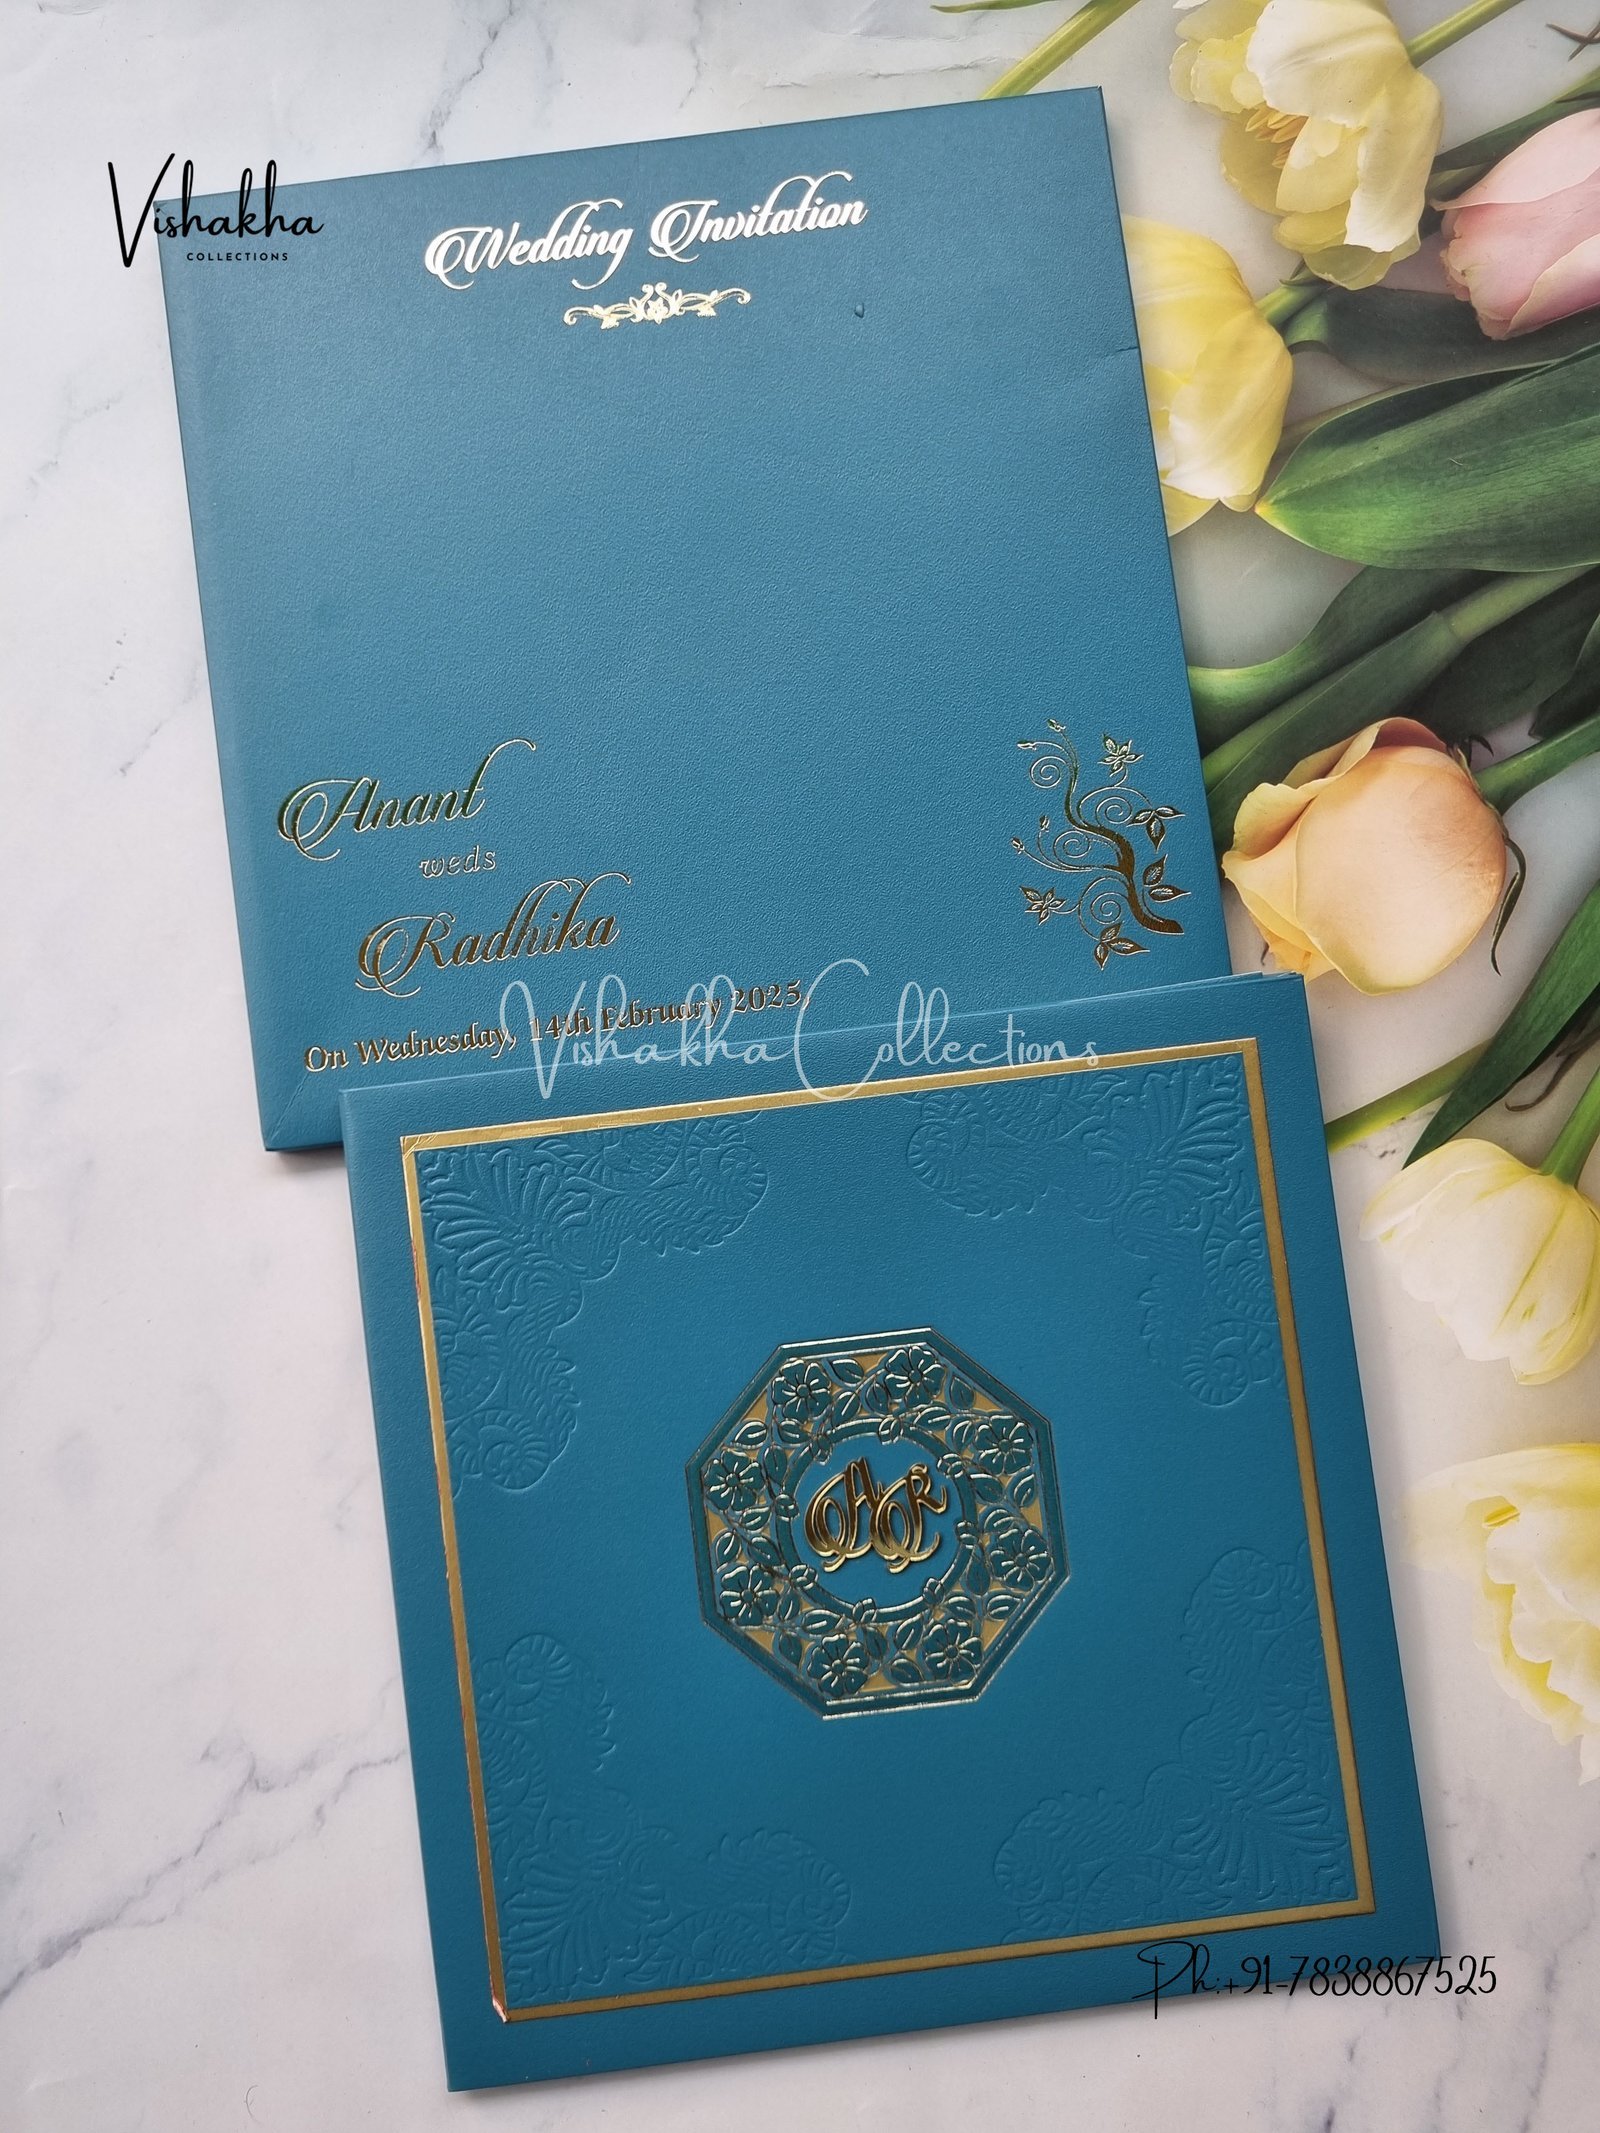 Vishakha
COLLECTIONS
Wedding Invitation
Anant
weds
Radhika
On Wednesday, 14th February 2025,
Vishakha Collections
AR
Ph:+91-7838867525